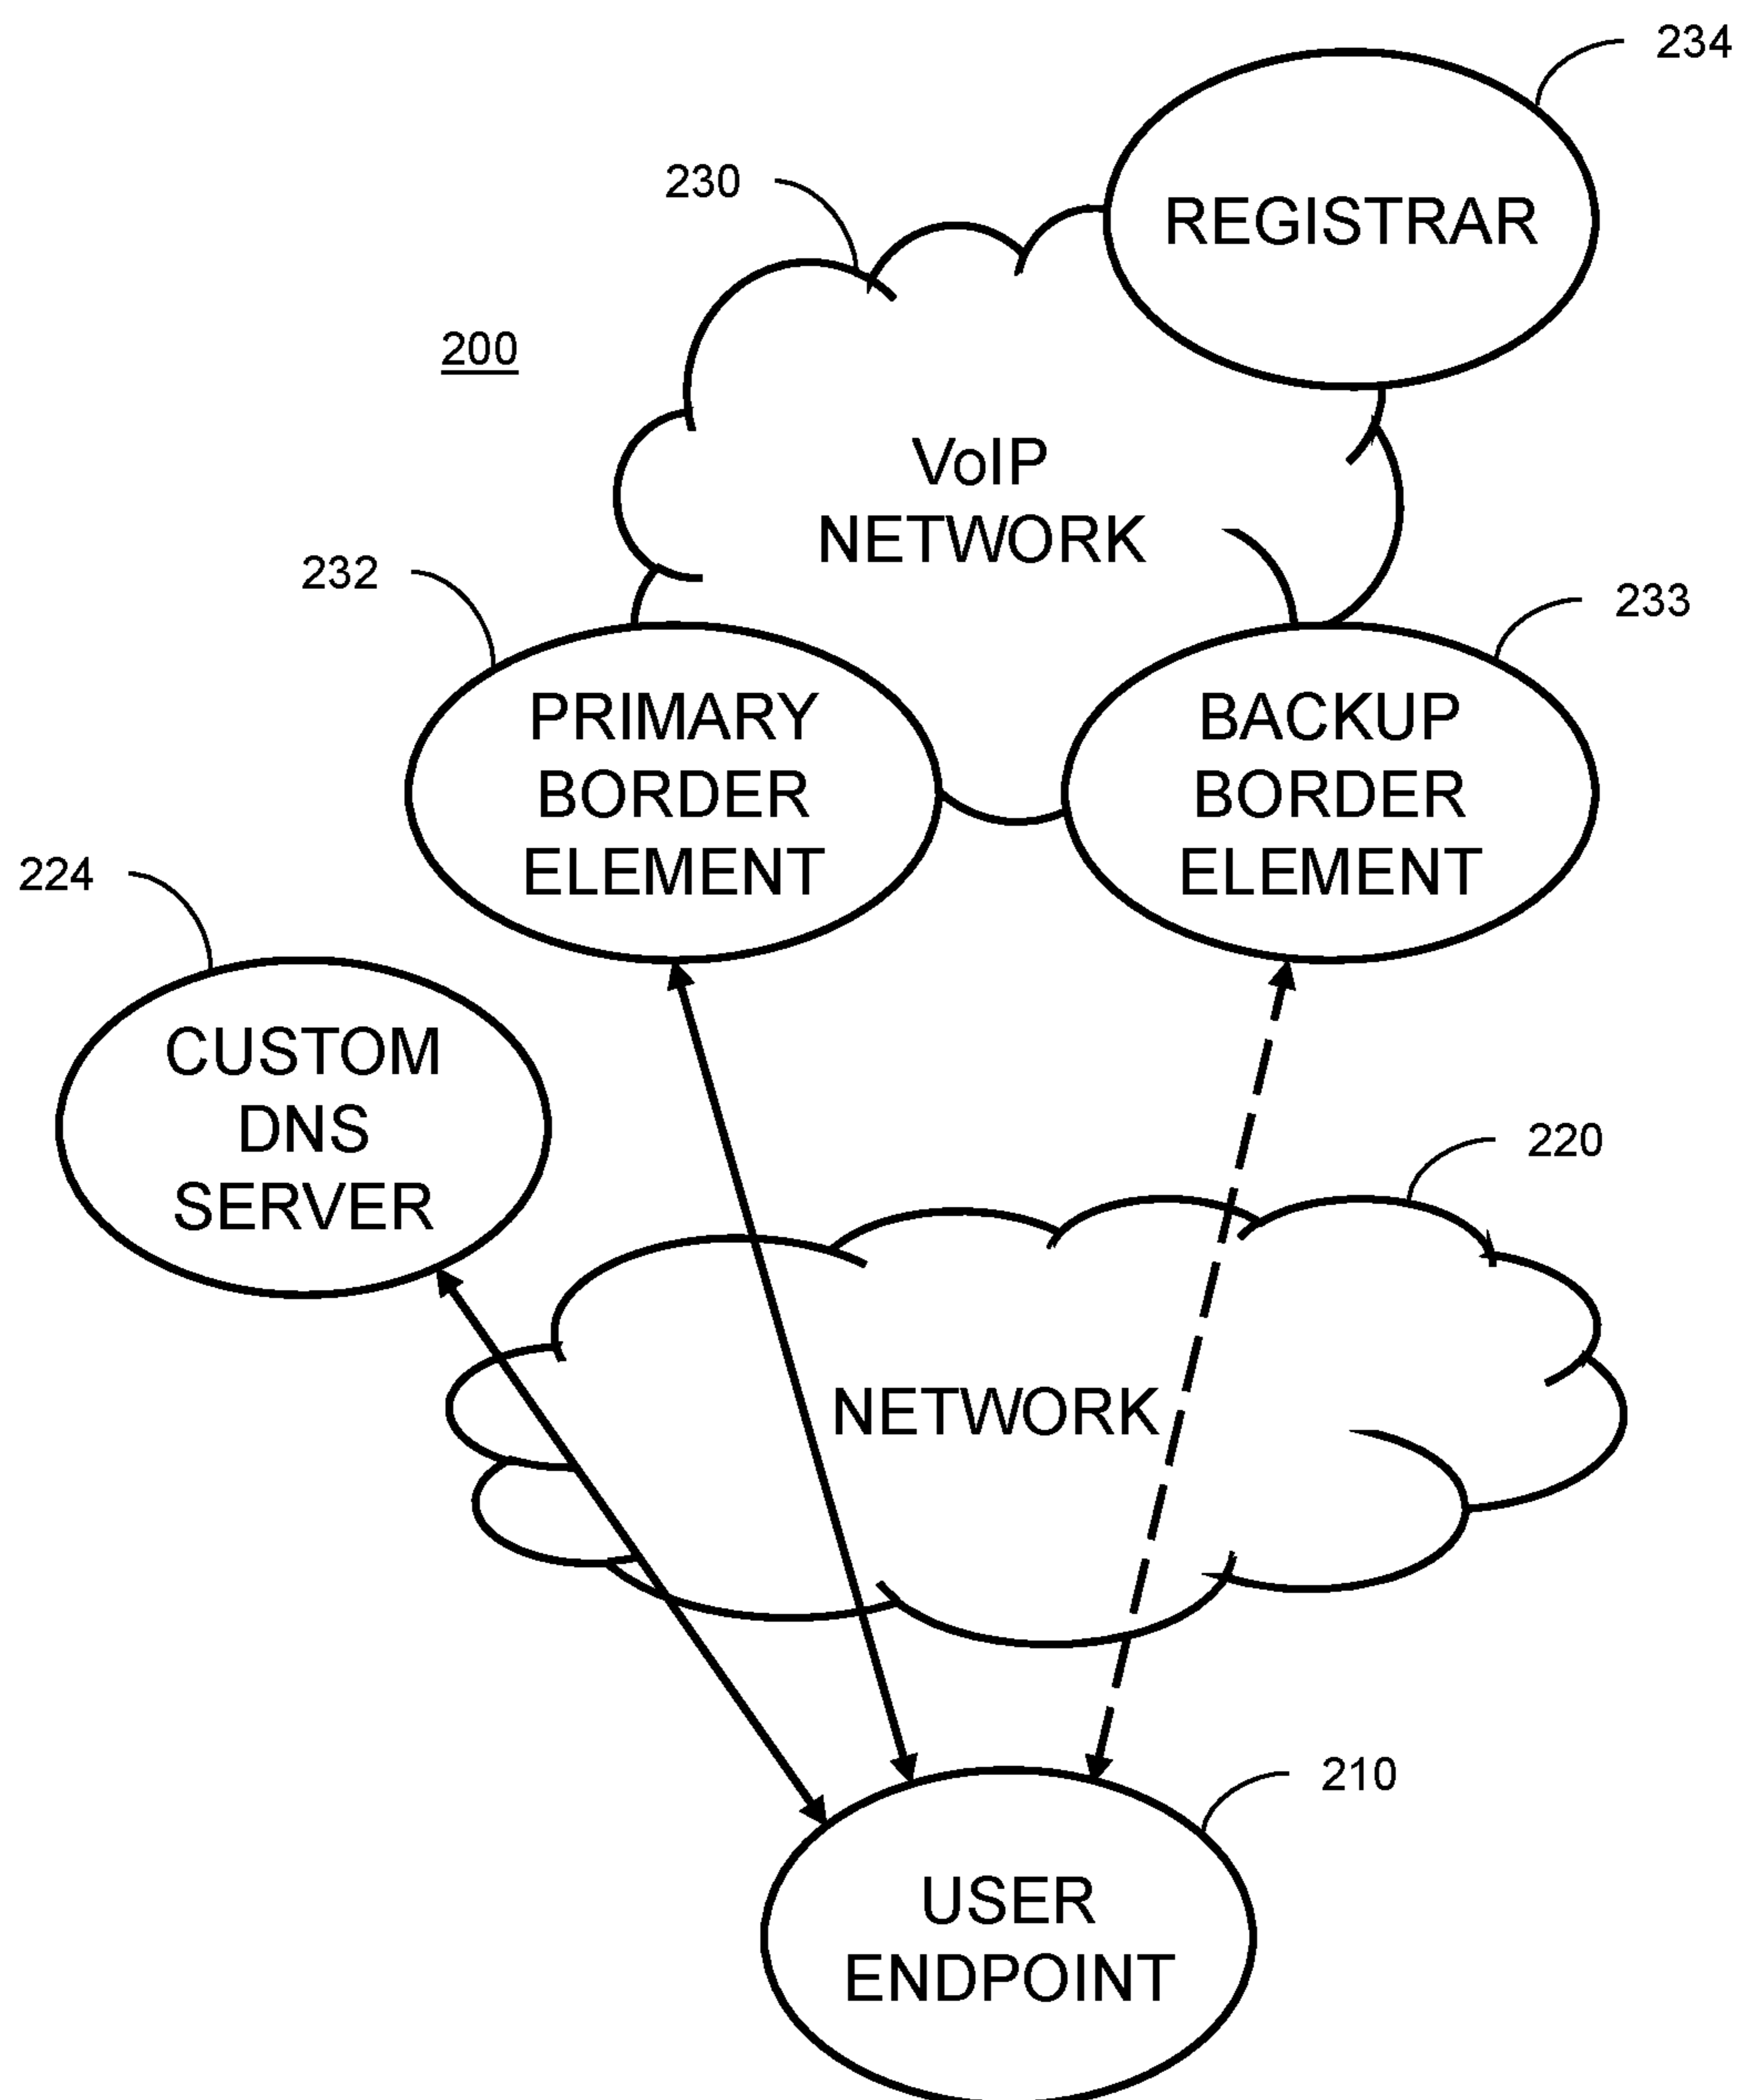 234
230
REGISTRAR
200
VoIP
NETWORK
232
233
PRIMARY
BORDER
ELEMENT
BACKUP
BORDER
ELEMENT
224
CUSTOM
DNS
SERVER
220
NETWORK
210
USER
ENDPOINT